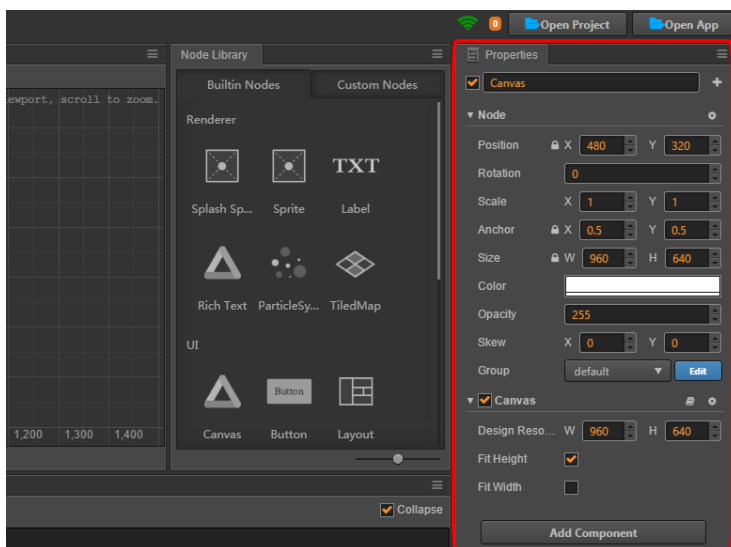 0 Open Project Open App
Node Library
Builtin Nodes Custom Nodes
Renderer
TXT
Splash Sp... Sprite Label
Rich Text ParticleSy... TiledMap
UI
Button
Canvas Button Layout
scroll to zoom.
1,200 1,300 1,400
Collapse
Properties
Canvas
Node
Position X 480 Y 320
Rotation 0
Scale X 1 Y 1
Anchor X 0.5 Y 0.5
Size W 960 H 640
Color
Opacity 255
Skew X 0 Y 0
Group default Edit
Canvas
Design Reso... W 960 H 640
Fit Height
Fit Width
Add Component